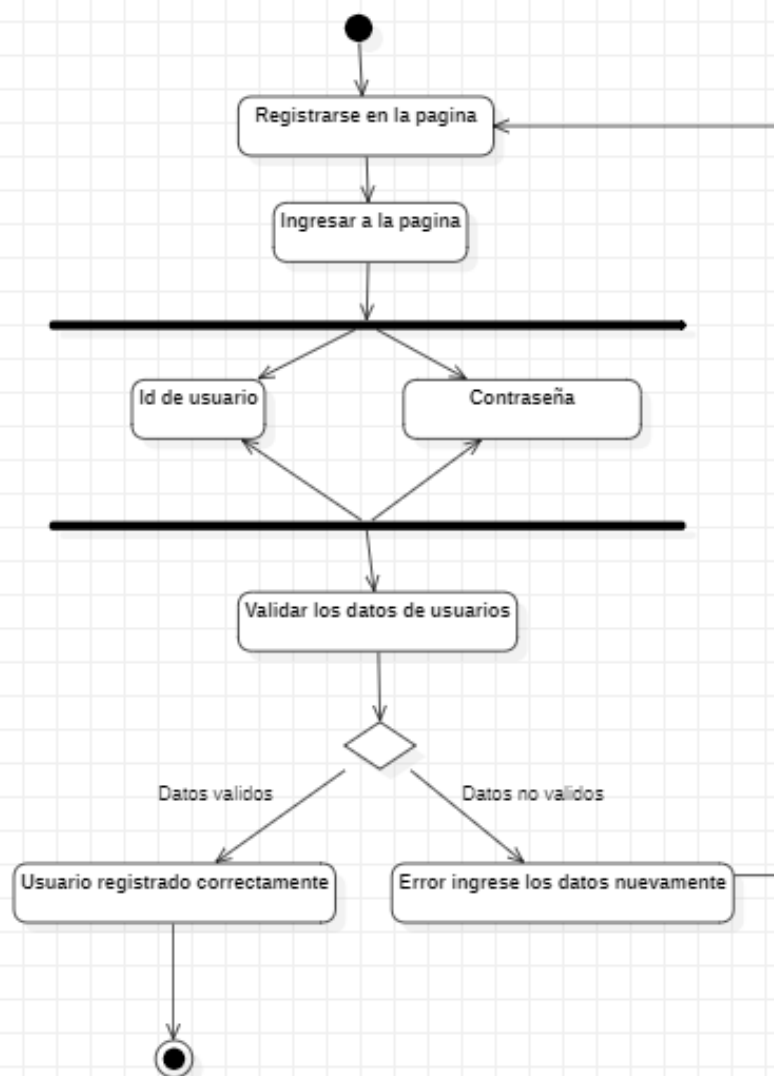 Registrarse en la pagina
Ingresar a la pagina
Id de usuario
Contraseña
Validar los datos de usuarios
Datos validos
Datos no validos
Usuario registrado correctamente
Error ingrese los datos nuevamente